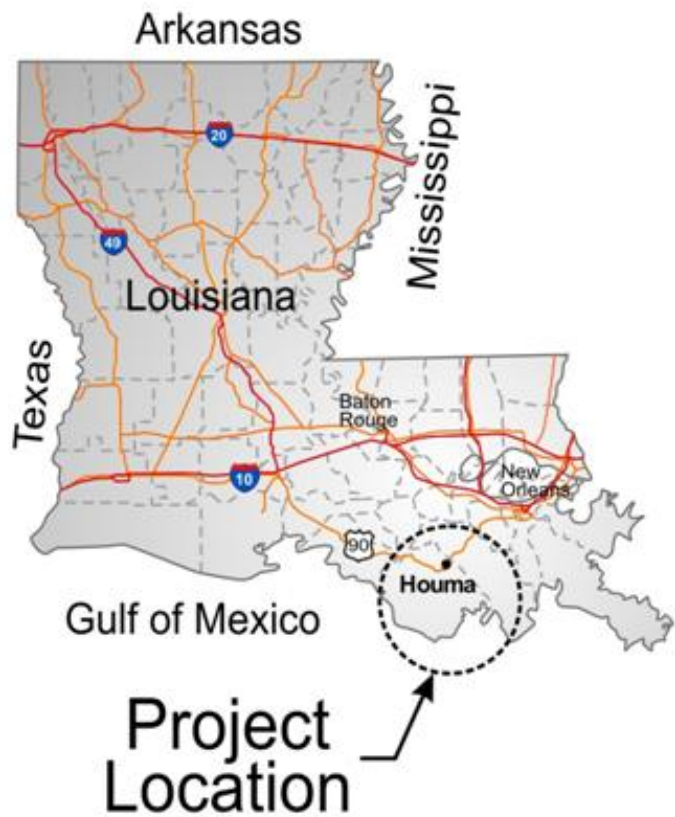 Arkansas
20
Mississippi
49
Louisiana
Texas
Baton
Rouge
10
New
Orleans
90
Houma
Gulf of Mexico
Project
Location